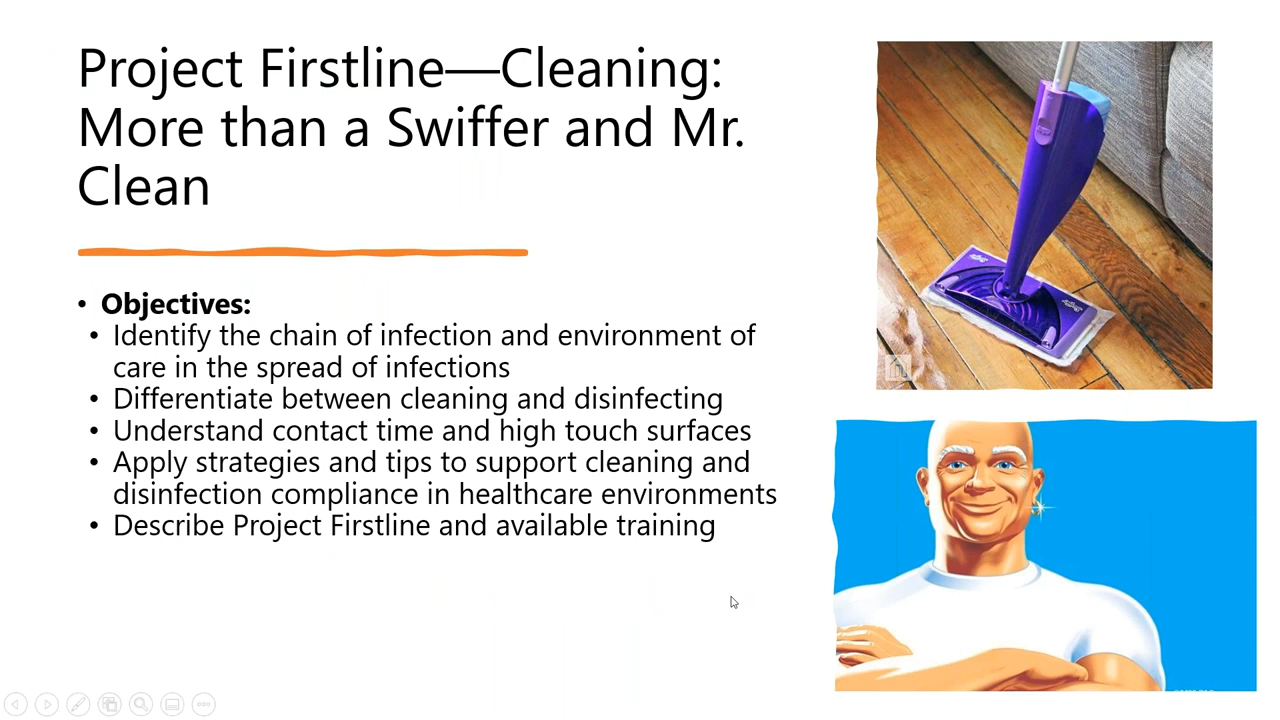 Project Firstline—Cleaning:
More than a Swiffer and Mr.
Clean
• Objectives:
• Identify the chain of infection and environment of
care in the spread of infections
• Differentiate between cleaning and disinfecting
• Understand contact time and high touch surfaces
• Apply strategies and tips to support cleaning and
disinfection compliance in healthcare environments
• Describe Project Firstline and available training